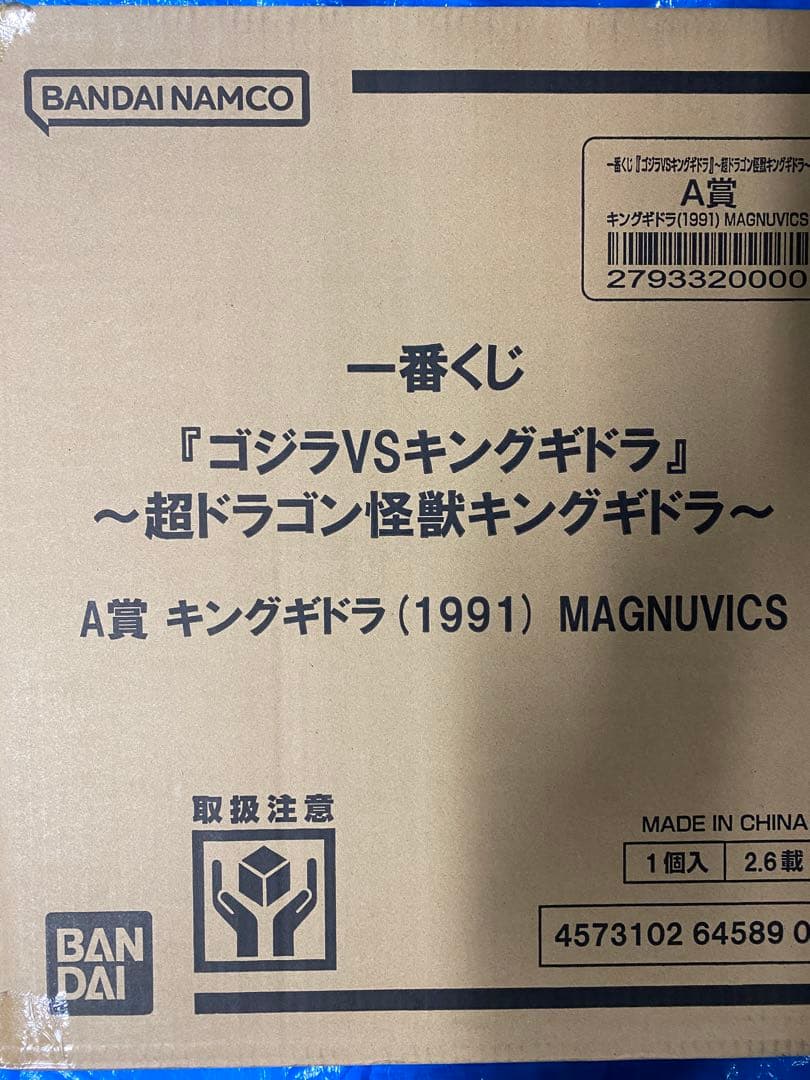 BANDAI NAMCO
一番くじ『ゴジラVSキングギドラ』～超ドラゴン怪獣キングギドラ～
A賞
キングギドラ(1991) MAGNUVICS
2793320000
一番くじ
『ゴジラVSキングギドラ』
～超ドラゴン怪獣キングギドラ～
A賞 キングギドラ(1991) MAGNUVICS
取扱注意
MADE IN CHINA
1個入 2.6載
4573102 64589 0
BAN
DAI